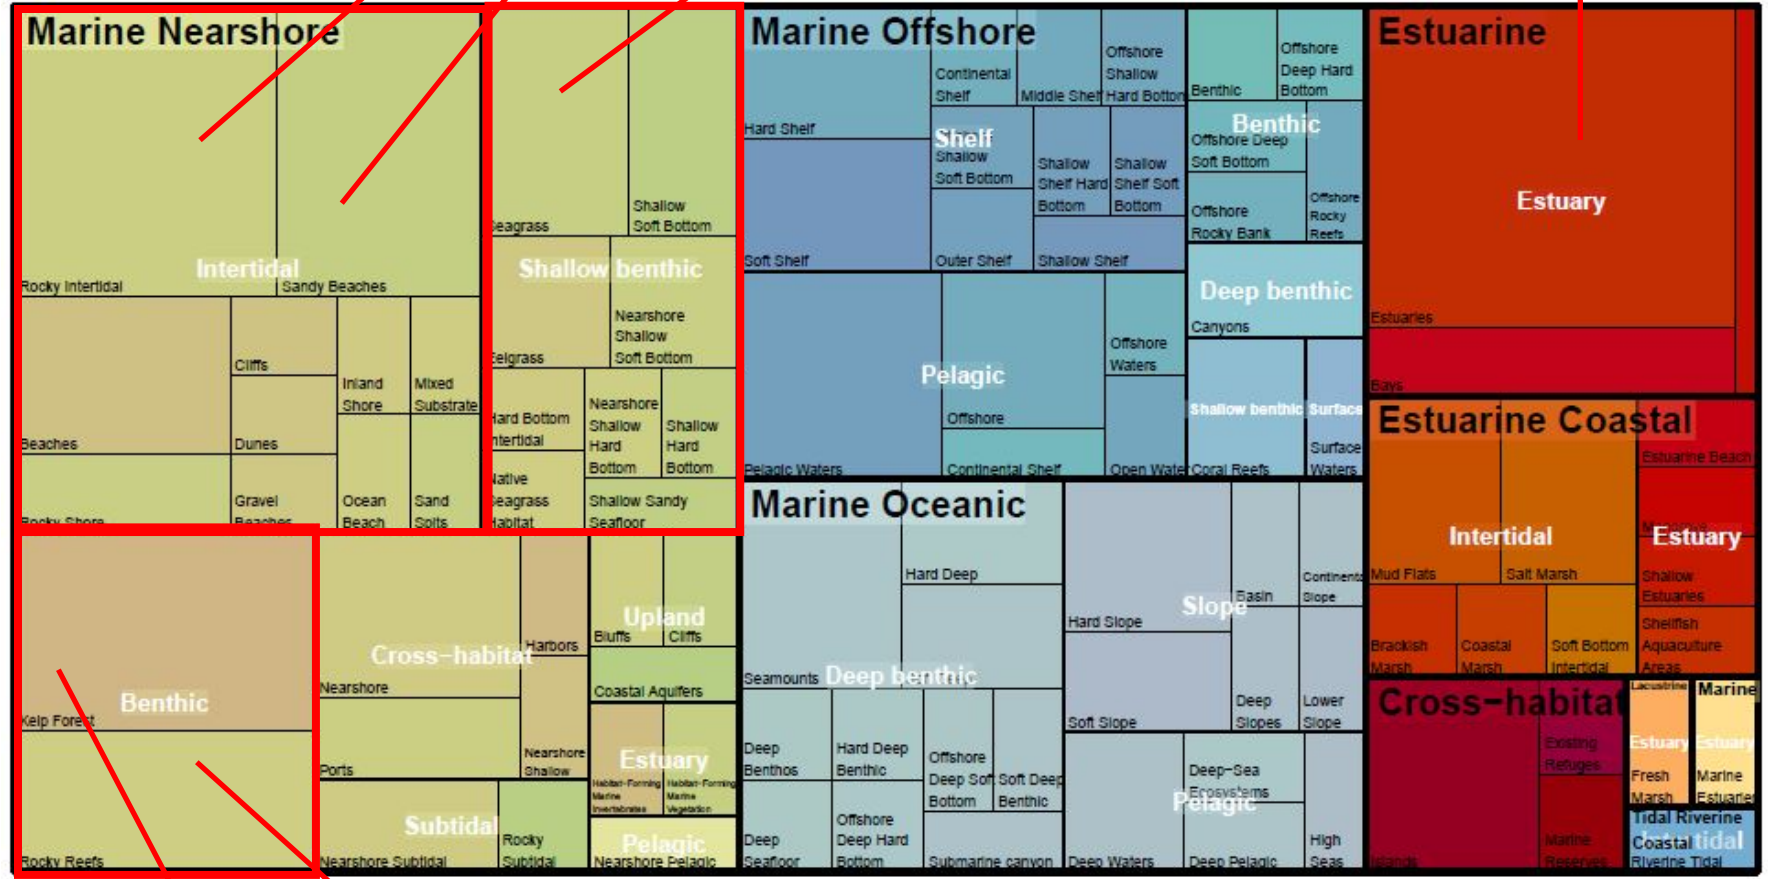 Marine Nearshore
Rocky Intertidal
Sandy Beaches
Intertidal
Beaches
Cliffs
Dunes
Inland
Shore
Mixed
Substrate
Rocky Shore
Gravel
Beaches
Ocean
Beach
Sand
Spits
Seagrass
Shallow
Soft Bottom
Shallow benthic
Eelgrass
Nearshore
Shallow
Soft Bottom
Hard Bottom
Intertidal
Nearshore
Shallow
Hard
Bottom
Shallow
Hard
Bottom
Native
Seagrass
Habitat
Shallow Sandy
Seafloor
Kelp Forest
Benthic
Rocky Reefs
Cross-habitat
Nearshore
Harbors
Ports
Nearshore
Shallow
Subtidal
Nearshore Subtidal
Rocky
Subtidal
Upland
Bluffs
Cliffs
Coastal Aquifers
Estuary
Habitat-Forming
Marine
Invertebrates
Habitat-Forming
Marine
Vegetation
Pelagic
Nearshore Pelagic
Marine Offshore
Hard Shelf
Soft Shelf
Continental
Shelf
Middle Shelf
Offshore
Shallow
Hard Bottom
Shelf
Shallow
Soft Bottom
Shallow
Shelf Hard
Bottom
Shallow
Shelf Soft
Bottom
Outer Shelf
Shallow Shelf
Pelagic
Pelagic Waters
Offshore
Continental Shelf
Offshore
Waters
Open Wate
Benthic
Offshore
Deep Hard
Bottom
Benthic
Offshore Deep
Soft Bottom
Offshore
Rocky Bank
Offshore
Rocky
Reefs
Deep benthic
Canyons
Shallow benthic
Coral Reefs
Surface
Surface
Waters
Marine Oceanic
Seamounts
Hard Deep
Deep benthic
Deep
Benthos
Hard Deep
Benthic
Offshore
Deep Soft
Bottom
Soft Deep
Benthic
Deep
Seafloor
Offshore
Deep Hard
Bottom
Submarine canyon
Slope
Hard Slope
Soft Slope
Basin
Continenta
Slope
Deep
Slopes
Lower
Slope
Pelagic
Deep Waters
Deep-Sea
Ecosystems
Deep Pelagic
High
Seas
Estuarine
Estuary
Estuaries
Bays
Estuarine Coastal
Intertidal
Mud Flats
Salt Marsh
Brackish
Marsh
Coastal
Marsh
Soft Bottom
Intertidal
Estuarine Beach
Estuary
Shallow
Estuaries
Shellfish
Aquaculture
Areas
Cross-habitat
Islands
Existing
Refuges
Marine
Reserves
Lacustrine
Estuary
Fresh
Marsh
Marine
Estuary
Marine
Estuaries
Tidal Riverine
Coastal
Intertidal
Riverine Tidal